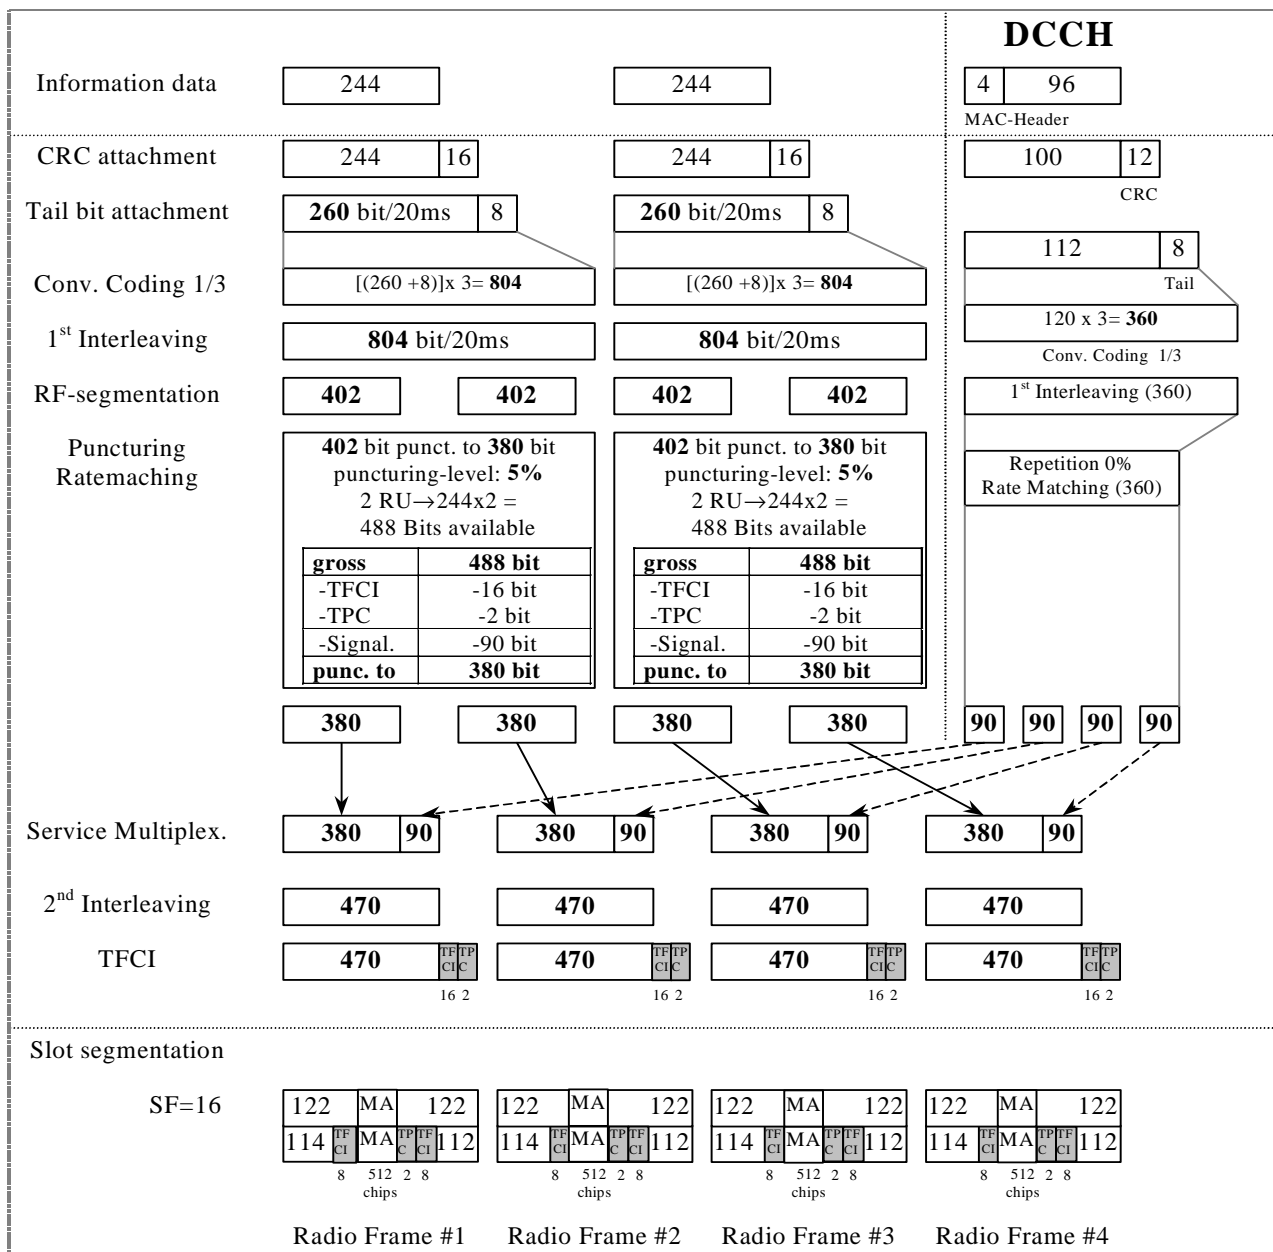 DCCH
Information data 244 244 4 96
MAC-Header
CRC attachment 244 16 244 16 100 12
CRC
Tail bit attachment 260 bit/20ms 8 260 bit/20ms 8
112 8
Tail
Conv. Coding 1/3 [(260 +8)]x 3= 804 [(260 +8)]x 3= 804
120 x 3= 360
Conv. Coding 1/3
1st Interleaving 804 bit/20ms 804 bit/20ms
RF-segmentation 402 402 402 402 1st Interleaving (360)
Puncturing
Ratemaching
402 bit punct. to 380 bit
puncturing-level: 5%
2 RU→244x2 =
488 Bits available
gross 488 bit
-TFCI -16 bit
-TPC -2 bit
-Signal. -90 bit
punc. to 380 bit
402 bit punct. to 380 bit
puncturing-level: 5%
2 RU→244x2 =
488 Bits available
gross 488 bit
-TFCI -16 bit
-TPC -2 bit
-Signal. -90 bit
punc. to 380 bit
Repetition 0%
Rate Matching (360)
380 380 380 380 90 90 90 90
Service Multiplex. 380 90 380 90 380 90 380 90
2nd Interleaving 470 470 470 470
TFCI 470 TF CI TP C 470 TF CI TP C 470 TF CI TP C 470 TF CI TP C
16 2 16 2 16 2 16 2
Slot segmentation
SF=16 122 MA 122 122 MA 122 122 MA 122 122 MA 122
114 TF CI MA TP C TF CI 112 114 TF CI MA TP C TF CI 112 114 TF CI MA TP C TF CI 112 114 TF CI MA TP C TF CI 112
8 512 2 8 8 512 2 8 8 512 2 8 8 512 2 8
chips chips chips chips
Radio Frame #1 Radio Frame #2 Radio Frame #3 Radio Frame #4